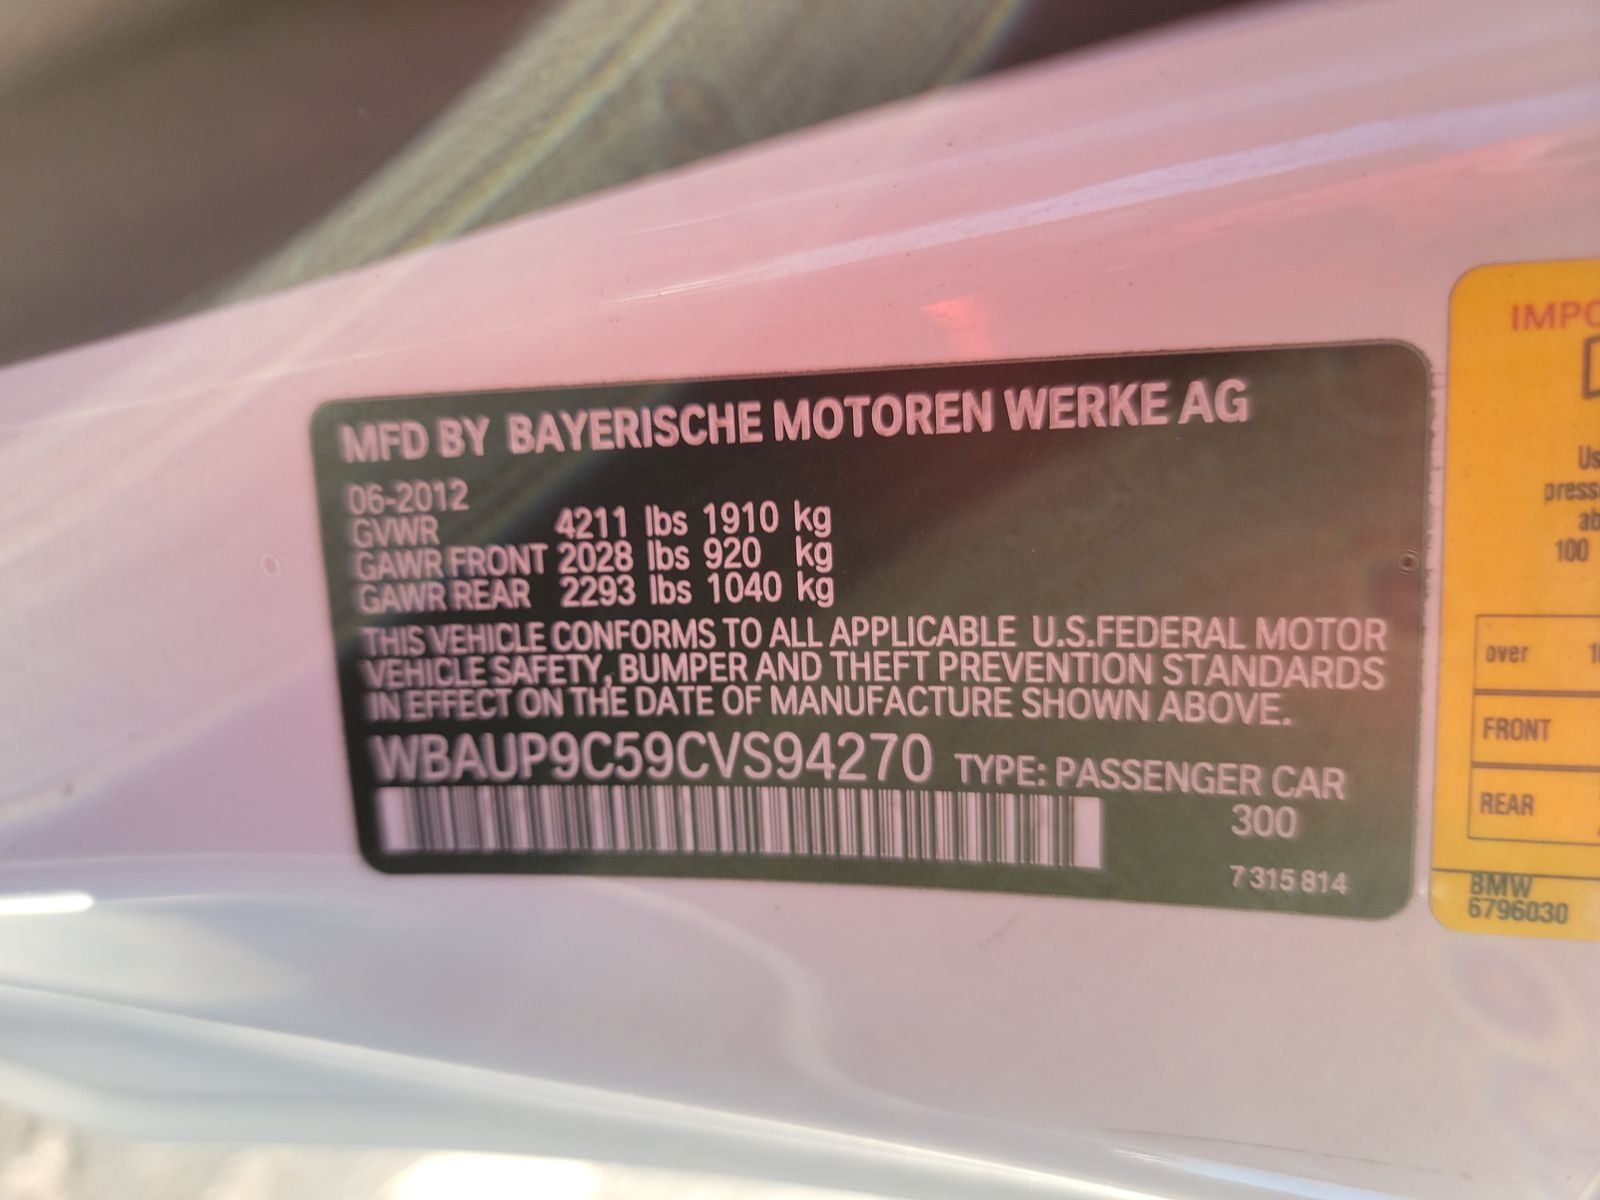 MFD BY BAYERISCHE MOTOREN WERKE AG
06-2012
GVWR 4211 lbs 1910 kg
GAWR FRONT 2028 lbs 920 kg
GAWR REAR 2293 lbs 1040 kg
THIS VEHICLE CONFORMS TO ALL APPLICABLE U.S.FEDERAL MOTOR
VEHICLE SAFETY, BUMPER AND THEFT PREVENTION STANDARDS
IN EFFECT ON THE DATE OF MANUFACTURE SHOWN ABOVE.
WBAUP9C59CVS94270 TYPE: PASSENGER CAR
300
7 315 814
100
over
FRONT
REAR
BMW
6796030